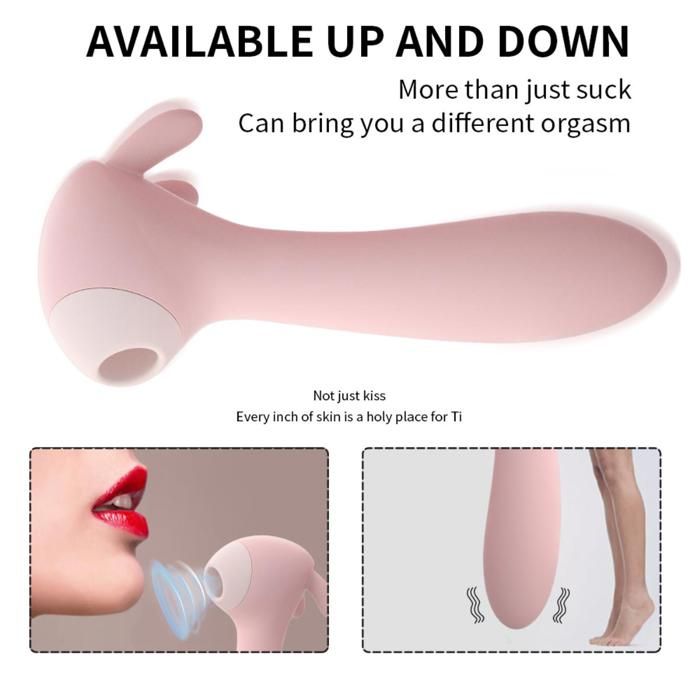 AVAILABLE UP AND DOWN
More than just suck
Can bring you a different orgasm
Not just kiss
Every inch of skin is a holy place for Ti